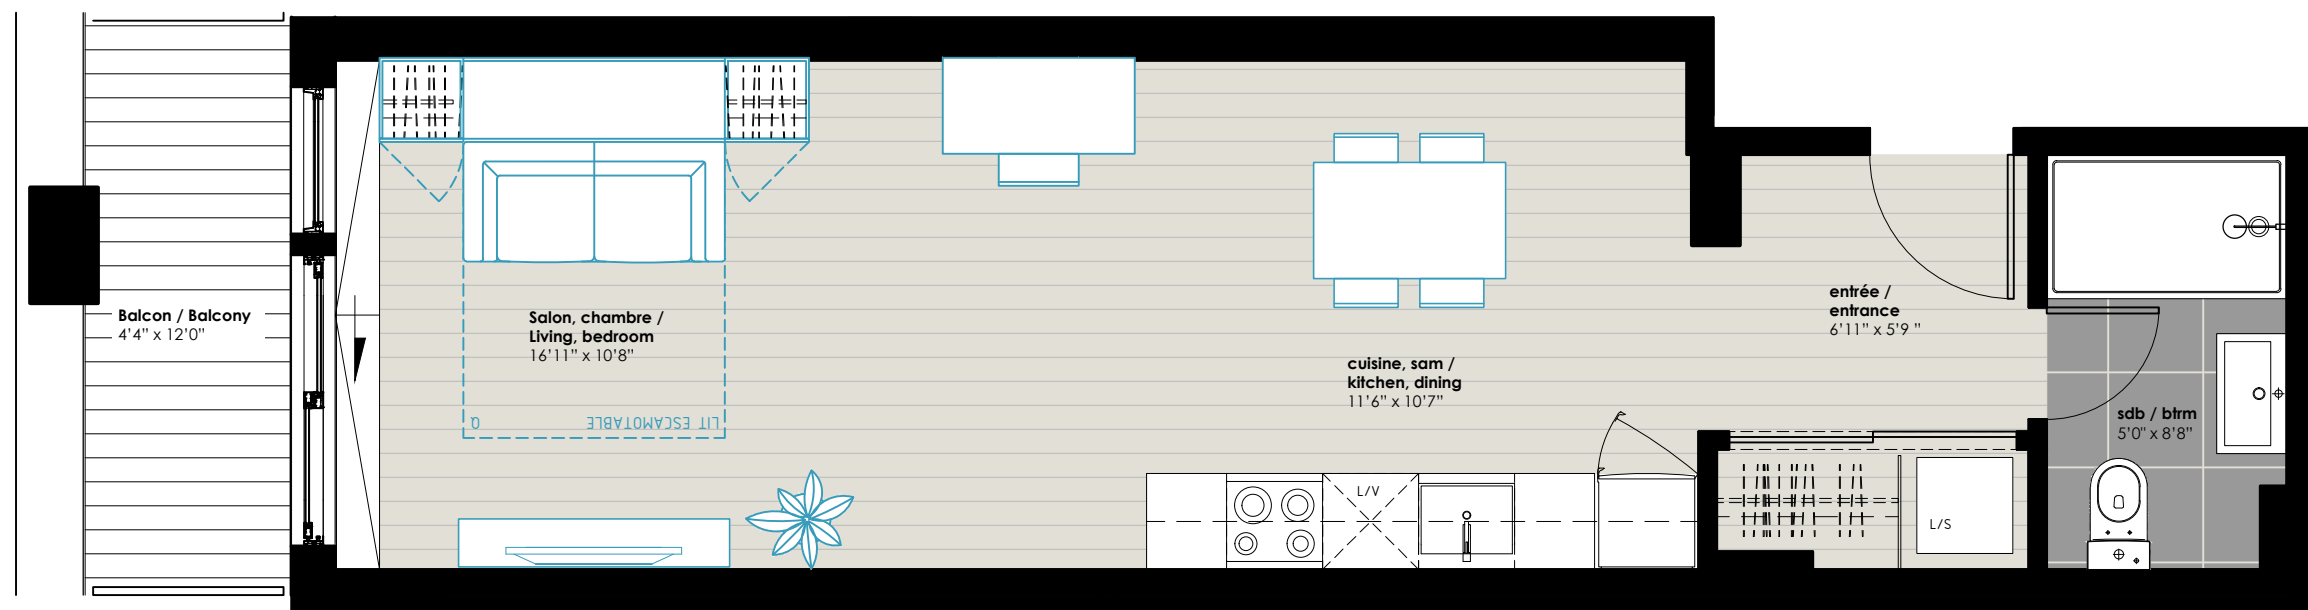 Balcon / Balcony
4'4" x 12'0"
Salon, chambre /
Living, bedroom
16'11" x 10'8"
LIT ESCAMOTABLE
Q
cuisine, sam /
kitchen, dining
11'6" x 10'7"
L/V
entrée /
entrance
6'11" x 5'9 "
L/S
sdb / btrm
5'0" x 8'8"